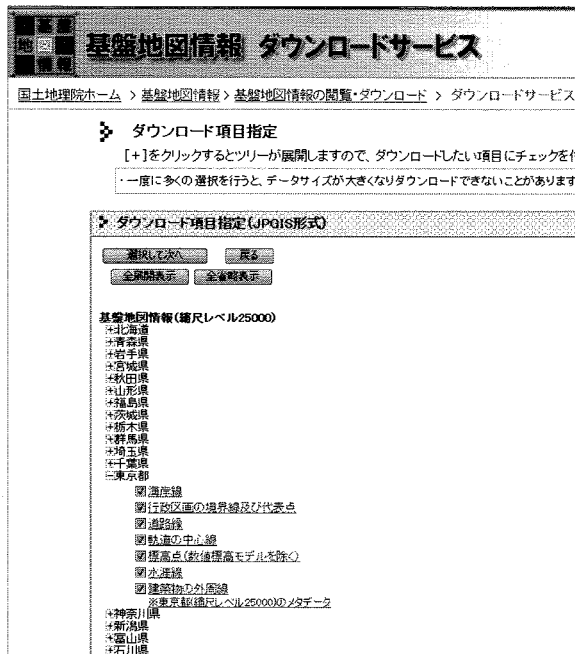 基盤
地図
情報
基盤地図情報 ダウンロードサービス
国土地理院ホーム > 基盤地図情報 > 基盤地図情報の閲覧・ダウンロード > ダウンロードサービス
ダウンロード項目指定
[+]をクリックするとツリーが展開しますので、ダウンロードしたい項目にチェックを付
・一度に多くの選択を行うと、データサイズが大きくなりダウンロードできないことがあります
ダウンロード項目指定(JPGIS形式)
選択して次へ 戻る
全展開表示 全省略表示
基盤地図情報(縮尺レベル25000)
+北海道
+青森県
+岩手県
+宮城県
+秋田県
+山形県
+福島県
+茨城県
+栃木県
+群馬県
+埼玉県
+千葉県
-東京都
海岸線
行政区画の境界線及び代表点
道路縁
軌道の中心線
標高点(数値標高モデルを除く)
水涯線
建築物の外周線
※東京都(縮尺レベル25000)のメタデータ
+神奈川県
+新潟県
+富山県
+石川県